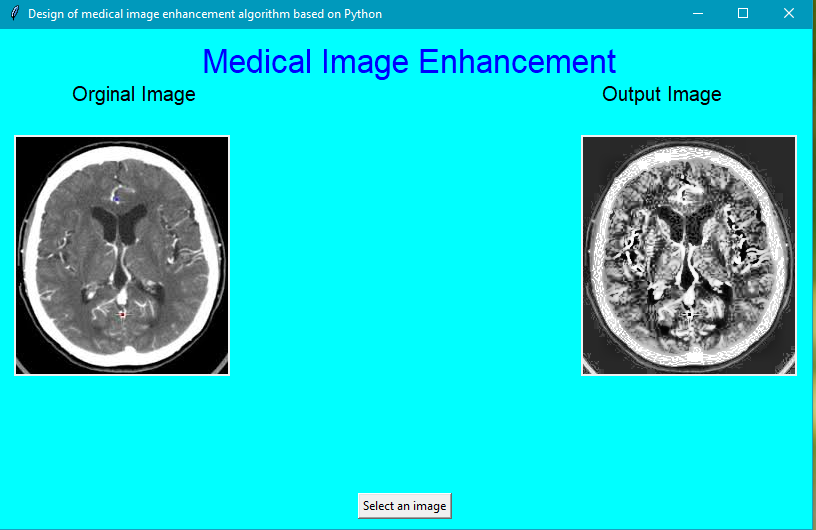 Design of medical image enhancement algorithm based on Python
Medical Image Enhancement
Orginal Image
Output Image
Select an image